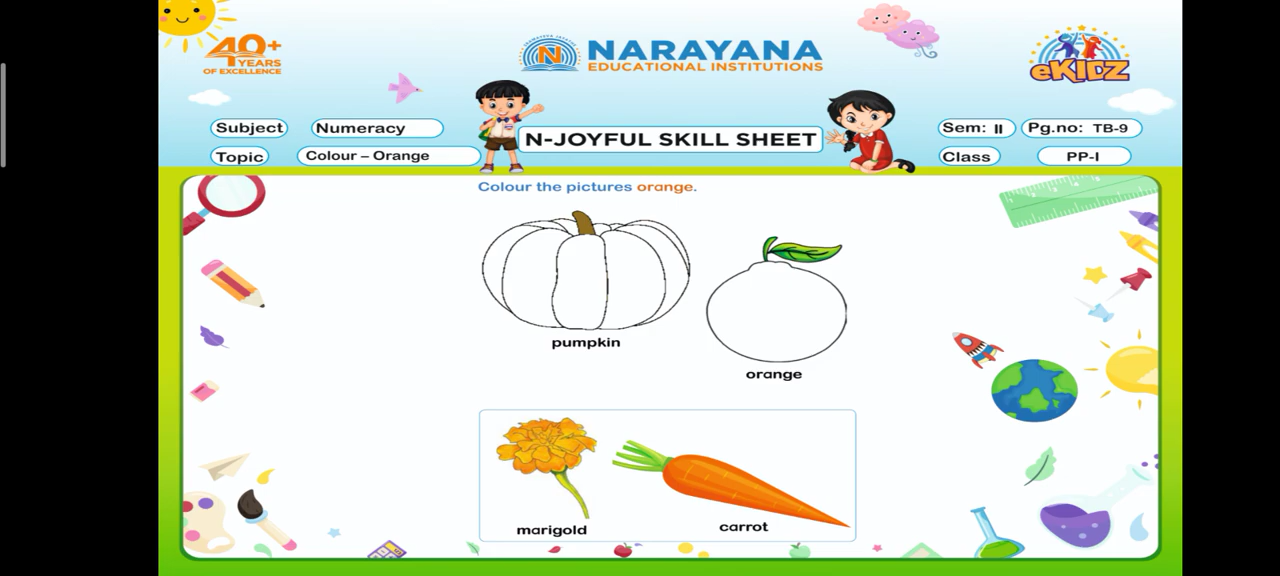 40+
YEARS
OF EXCELLENCE
N
NARAYANA
EDUCATIONAL INSTITUTIONS
eKIDZ
Subject Numeracy
Topic Colour – Orange
N-JOYFUL SKILL SHEET
Sem: II Pg.no: TB-9
Class PP-I
Colour the pictures orange.
pumpkin
orange
marigold
carrot